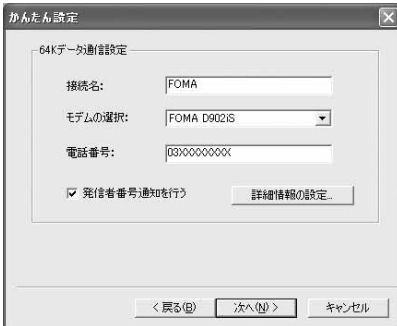 かんたん設定
64Kデータ通信設定
接続名: FOMA
モデムの選択: FOMA D902iS
電話番号: 03XXXXXXXX
発信者番号通知を行う 詳細情報の設定...
< 戻る(B) 次へ(N) > キャンセル